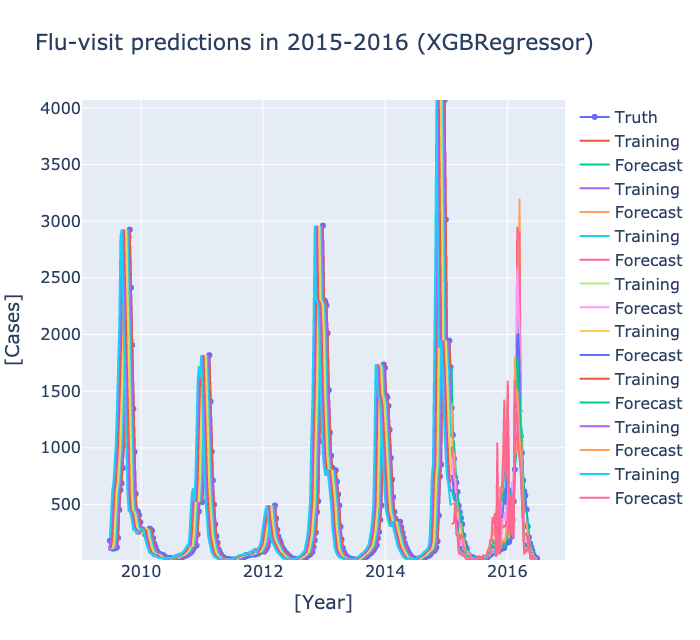 Flu-visit predictions in 2015-2016 (XGBRegressor)
4000
3500
3000
2500
2000
1500
1000
500
[Cases]
2010
2012
2014
2016
[Year]
Truth
Training
Forecast
Training
Forecast
Training
Forecast
Training
Forecast
Training
Forecast
Training
Forecast
Training
Forecast
Training
Forecast